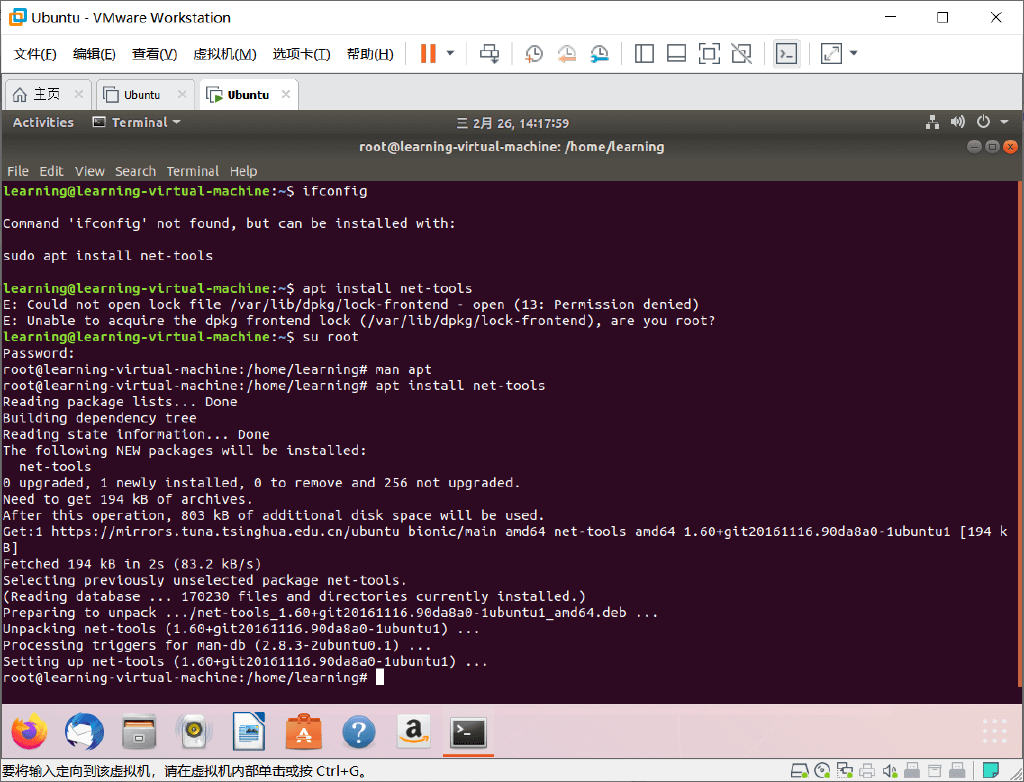 Ubuntu - VMware Workstation
文件(F) 编辑(E) 查看(V) 虚拟机(M) 选项卡(T) 帮助(H)
主页 Ubuntu Ubuntu
Activities Terminal 三 2月 26, 14:17:59
root@learning-virtual-machine: /home/learning
File Edit View Search Terminal Help
learning@learning-virtual-machine:~$ ifconfig
Command 'ifconfig' not found, but can be installed with:
sudo apt install net-tools
learning@learning-virtual-machine:~$ apt install net-tools
E: Could not open lock file /var/lib/dpkg/lock-frontend - open (13: Permission denied)
E: Unable to acquire the dpkg frontend lock (/var/lib/dpkg/lock-frontend), are you root?
learning@learning-virtual-machine:~$ su root
Password:
root@learning-virtual-machine:/home/learning# man apt
root@learning-virtual-machine:/home/learning# apt install net-tools
Reading package lists... Done
Building dependency tree
Reading state information... Done
The following NEW packages will be installed:
  net-tools
0 upgraded, 1 newly installed, 0 to remove and 256 not upgraded.
Need to get 194 kB of archives.
After this operation, 803 kB of additional disk space will be used.
Get:1 https://mirrors.tuna.tsinghua.edu.cn/ubuntu bionic/main amd64 net-tools amd64 1.60+git20161116.90da8a0-1ubuntu1 [194 k
B]
Fetched 194 kB in 2s (83.2 kB/s)
Selecting previously unselected package net-tools.
(Reading database ... 170230 files and directories currently installed.)
Preparing to unpack .../net-tools_1.60+git20161116.90da8a0-1ubuntu1_amd64.deb ...
Unpacking net-tools (1.60+git20161116.90da8a0-1ubuntu1) ...
Processing triggers for man-db (2.8.3-2ubuntu0.1) ...
Setting up net-tools (1.60+git20161116.90da8a0-1ubuntu1) ...
root@learning-virtual-machine:/home/learning#
要将输入定向到该虚拟机，请在虚拟机内部单击或按 Ctrl+G。